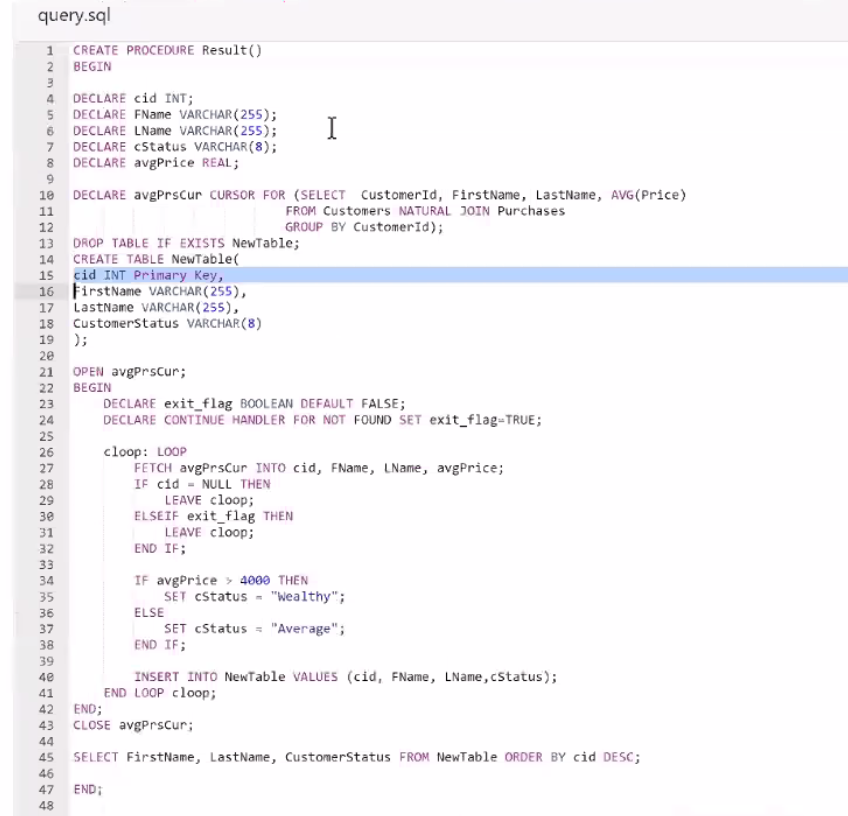 query.sql
1 CREATE PROCEDURE Result()
2 BEGIN
3
4 DECLARE cid INT;
5 DECLARE FName VARCHAR(255);
6 DECLARE LName VARCHAR(255);
7 DECLARE cStatus VARCHAR(8);
8 DECLARE avgPrice REAL;
9
10 DECLARE avgPrsCur CURSOR FOR (SELECT  CustomerId, FirstName, LastName, AVG(Price)
11                             FROM Customers NATURAL JOIN Purchases
12                             GROUP BY CustomerId);
13 DROP TABLE IF EXISTS NewTable;
14 CREATE TABLE NewTable(
15 cid INT Primary Key,
16 FirstName VARCHAR(255),
17 LastName VARCHAR(255),
18 CustomerStatus VARCHAR(8)
19 );
20
21 OPEN avgPrsCur;
22 BEGIN
23     DECLARE exit_flag BOOLEAN DEFAULT FALSE;
24     DECLARE CONTINUE HANDLER FOR NOT FOUND SET exit_flag=TRUE;
25
26     cloop: LOOP
27         FETCH avgPrsCur INTO cid, FName, LName, avgPrice;
28         IF cid = NULL THEN
29             LEAVE cloop;
30         ELSEIF exit_flag THEN
31             LEAVE cloop;
32         END IF;
33
34         IF avgPrice > 4000 THEN
35             SET cStatus = "Wealthy";
36         ELSE
37             SET cStatus = "Average";
38         END IF;
39
40         INSERT INTO NewTable VALUES (cid, FName, LName,cStatus);
41     END LOOP cloop;
42 END;
43 CLOSE avgPrsCur;
44
45 SELECT FirstName, LastName, CustomerStatus FROM NewTable ORDER BY cid DESC;
46
47 END;
48